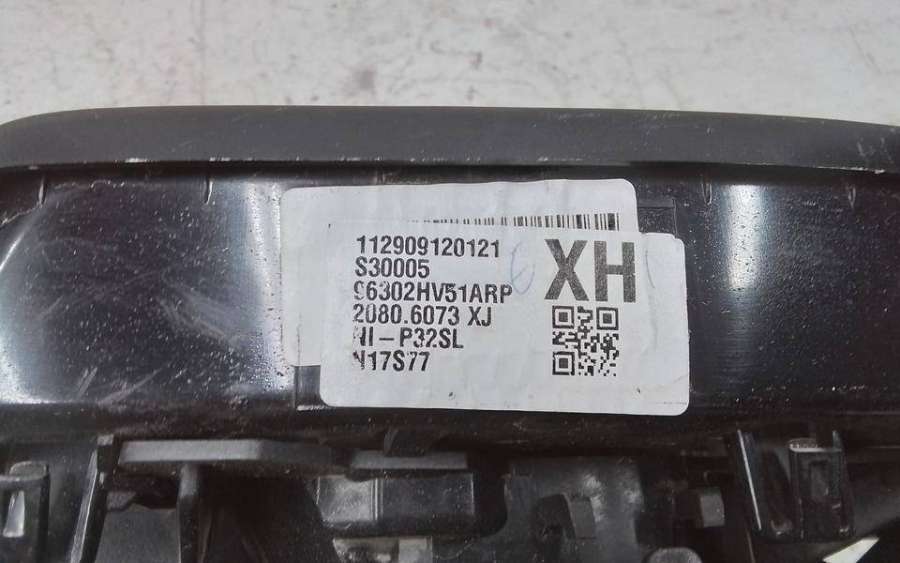 112909120121
S30005
96302HV51ARP
2080.6073 XJ
NI-P32SL
N17S77
XH